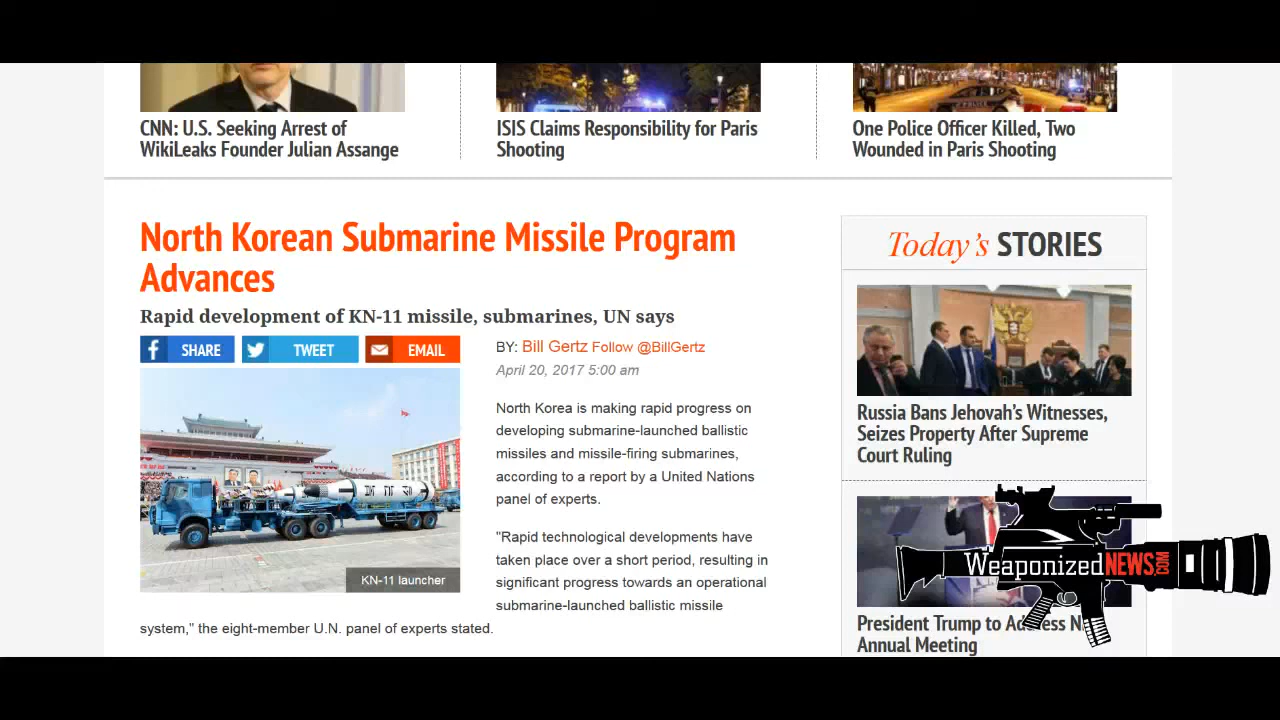 CNN: U.S. Seeking Arrest of
WikiLeaks Founder Julian Assange
ISIS Claims Responsibility for Paris
Shooting
One Police Officer Killed, Two
Wounded in Paris Shooting
North Korean Submarine Missile Program
Advances
Rapid development of KN-11 missile, submarines, UN says
SHARE
TWEET
EMAIL
BY: Bill Gertz Follow @BillGertz
April 20, 2017 5:00 am
North Korea is making rapid progress on
developing submarine-launched ballistic
missiles and missile-firing submarines,
according to a report by a United Nations
panel of experts.
"Rapid technological developments have
taken place over a short period, resulting in
significant progress towards an operational
submarine-launched ballistic missile
system," the eight-member U.N. panel of experts stated.
KN-11 launcher
Today's STORIES
Russia Bans Jehovah's Witnesses,
Seizes Property After Supreme
Court Ruling
WeaponizedNEWS.COM
President Trump to
Annual Meeting